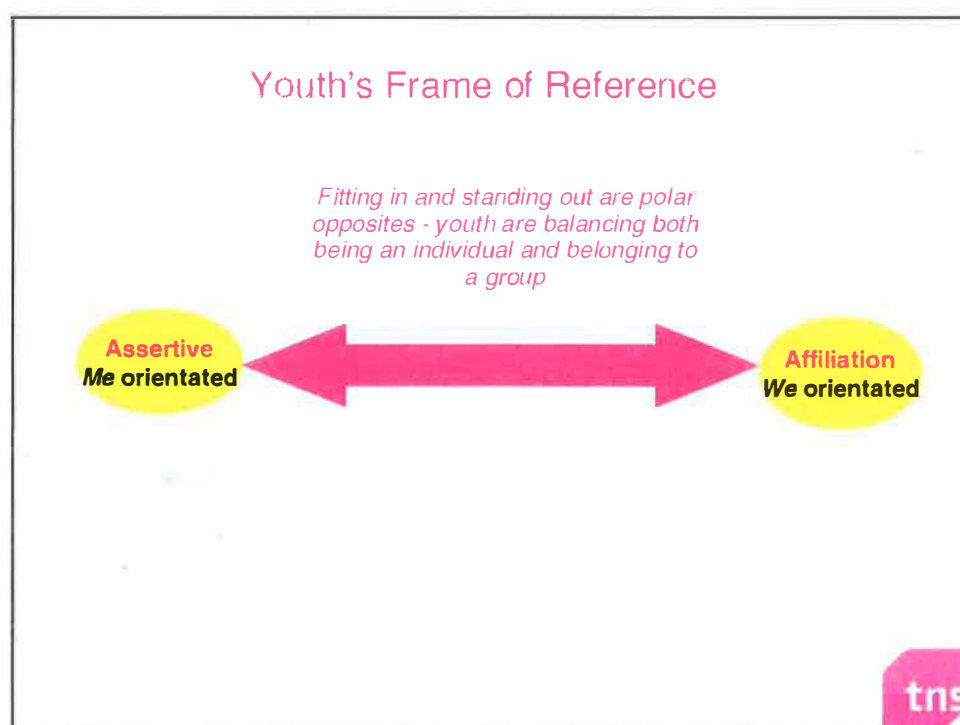 Youth's Frame of Reference
Fitting in and standing out are polar
opposites - youth are balancing both
being an individual and belonging to
a group
Assertive
Me orientated
Affiliation
We orientated
tns